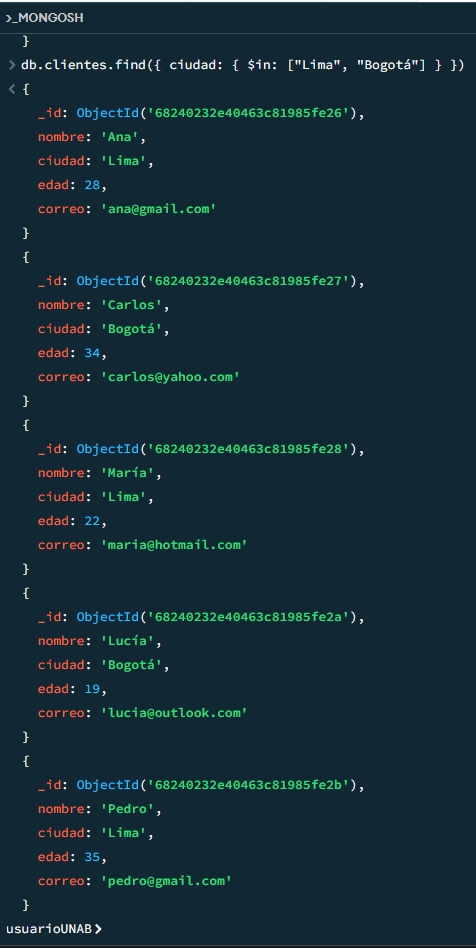 >_MONGOSH
}
> db.clientes.find({ ciudad: { $in: ["Lima", "Bogotá"] } })
< {
_id: ObjectId('68240232e40463c81985fe26'),
nombre: 'Ana',
ciudad: 'Lima',
edad: 28,
correo: 'ana@gmail.com'
}
{
_id: ObjectId('68240232e40463c81985fe27'),
nombre: 'Carlos',
ciudad: 'Bogotá',
edad: 34,
correo: 'carlos@yahoo.com'
}
{
_id: ObjectId('68240232e40463c81985fe28'),
nombre: 'María',
ciudad: 'Lima',
edad: 22,
correo: 'maria@hotmail.com'
}
{
_id: ObjectId('68240232e40463c81985fe2a'),
nombre: 'Lucía',
ciudad: 'Bogotá',
edad: 19,
correo: 'lucia@outlook.com'
}
{
_id: ObjectId('68240232e40463c81985fe2b'),
nombre: 'Pedro',
ciudad: 'Lima',
edad: 35,
correo: 'pedro@gmail.com'
}
usuarioUNAB>